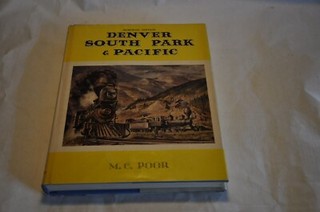 DENVER
SOUTH PARK
& PACIFIC
M. C. POOR